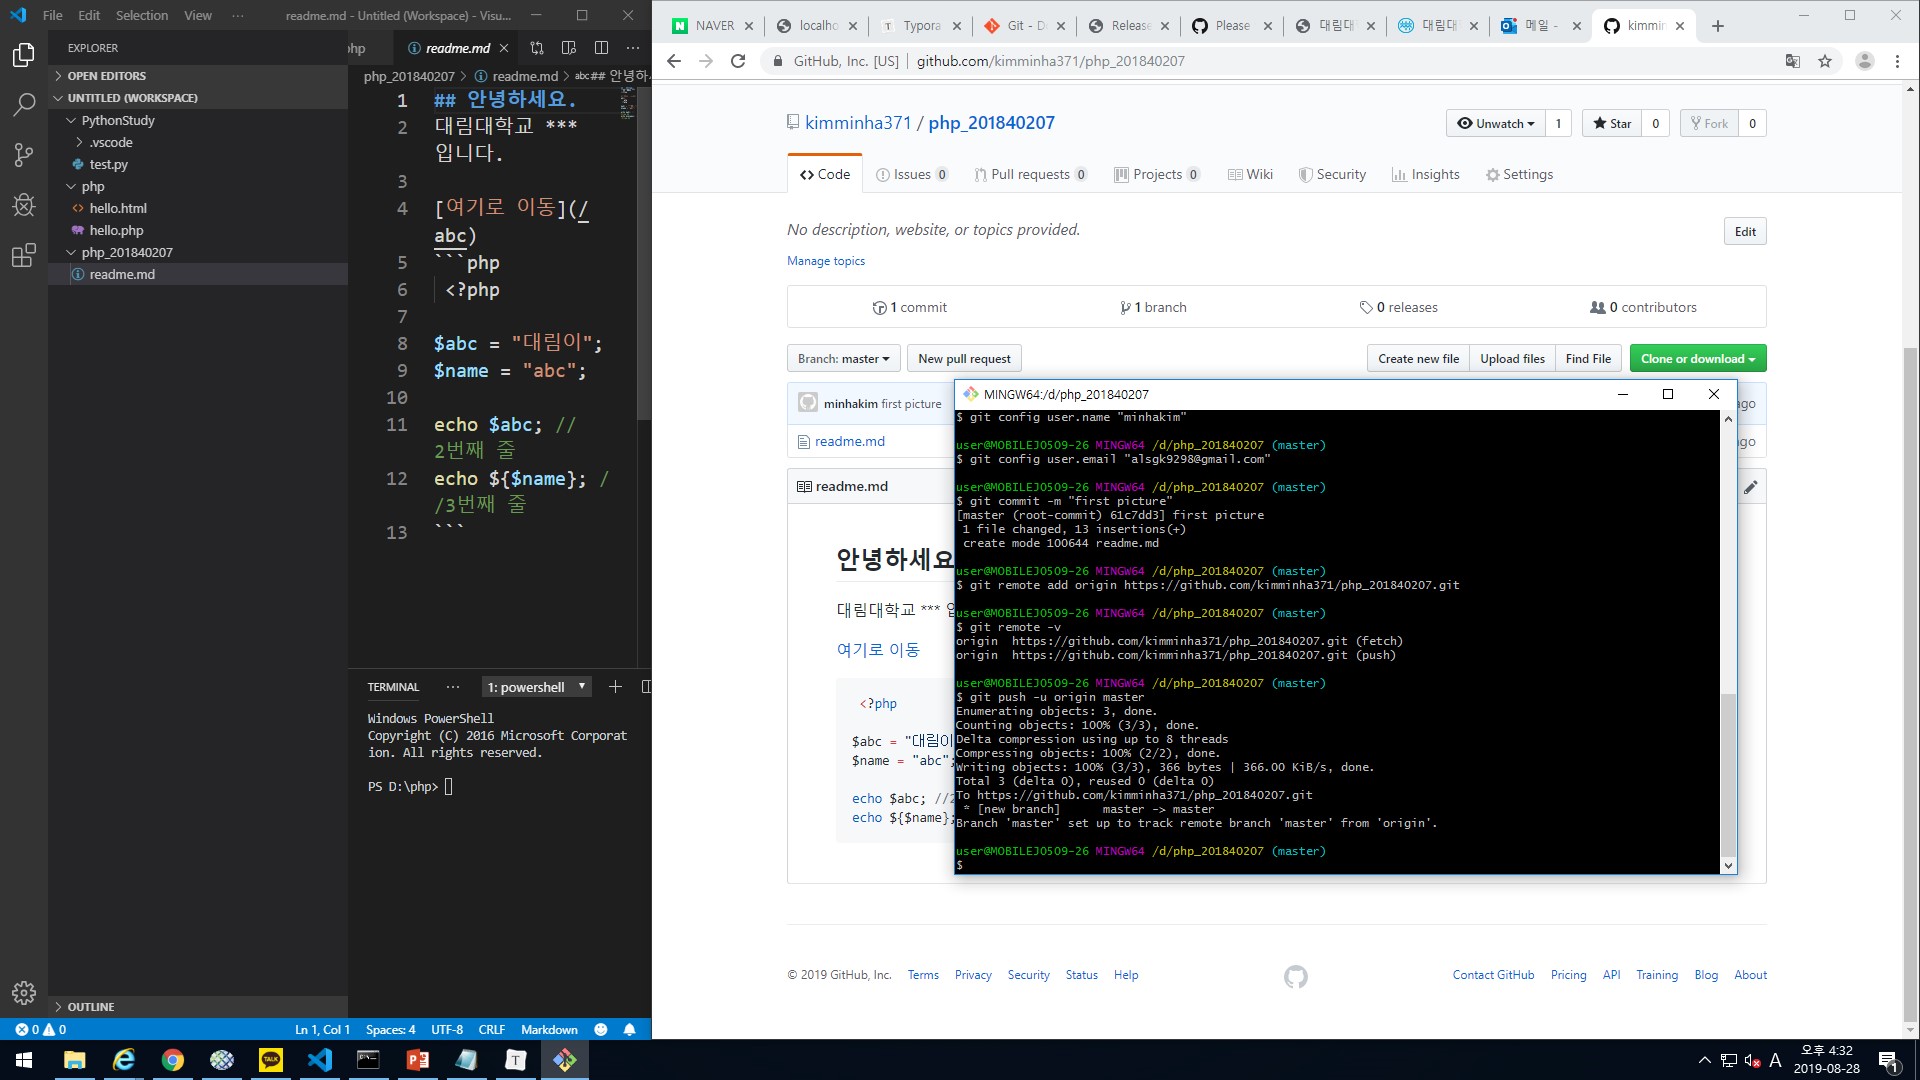 File Edit Selection View ··· readme.md - Untitled (Workspace) - Visu...
EXPLORER
OPEN EDITORS
UNTITLED (WORKSPACE)
PythonStudy
.vscode
test.py
php
hello.html
hello.php
php_201840207
readme.md
OUTLINE
php readme.md
php_201840207 > readme.md > ## 안녕하세
1 ## 안녕하세요.
2 대림대학교 ***
입니다.
3
4 [여기로 이동](/
abc)
5 ```php
6 <?php
7
8 $abc = "대림이";
9 $name = "abc";
10
11 echo $abc; //
2번째 줄
12 echo ${$name}; /
/3번째 줄
13 ```
TERMINAL ··· 1: powershell
Windows PowerShell
Copyright (C) 2016 Microsoft Corporat
ion. All rights reserved.
PS D:\php>
0 0 Ln 1, Col 1 Spaces: 4 UTF-8 CRLF Markdown
NAVER localho Typora Git - D Release Please 대림대 대림대 메일 - kimmin
GitHub, Inc. [US] | github.com/kimminha371/php_201840207
kimminha371 / php_201840207
Unwatch 1 Star 0 Fork 0
Code Issues 0 Pull requests 0 Projects 0 Wiki Security Insights Settings
No description, website, or topics provided. Edit
Manage topics
1 commit 1 branch 0 releases 0 contributors
Branch: master New pull request Create new file Upload files Find File Clone or download
minhakim first picture ago
readme.md ago
readme.md
안녕하세요
대림대학교 ***
여기로 이동
<?php
$abc = "대림이
$name = "abc";
echo $abc; //2
echo ${$name};
MINGW64:/d/php_201840207
$ git config user.name "minhakim"
user@MOBILEJ0509-26 MINGW64 /d/php_201840207 (master)
$ git config user.email "alsgk9298@gmail.com"
user@MOBILEJ0509-26 MINGW64 /d/php_201840207 (master)
$ git commit -m "first picture"
[master (root-commit) 61c7dd3] first picture
1 file changed, 13 insertions(+)
create mode 100644 readme.md
user@MOBILEJ0509-26 MINGW64 /d/php_201840207 (master)
$ git remote add origin https://github.com/kimminha371/php_201840207.git
user@MOBILEJ0509-26 MINGW64 /d/php_201840207 (master)
$ git remote -v
origin https://github.com/kimminha371/php_201840207.git (fetch)
origin https://github.com/kimminha371/php_201840207.git (push)
user@MOBILEJ0509-26 MINGW64 /d/php_201840207 (master)
$ git push -u origin master
Enumerating objects: 3, done.
Counting objects: 100% (3/3), done.
Delta compression using up to 8 threads
Compressing objects: 100% (2/2), done.
Writing objects: 100% (3/3), 366 bytes | 366.00 KiB/s, done.
Total 3 (delta 0), reused 0 (delta 0)
To https://github.com/kimminha371/php_201840207.git
* [new branch] master -> master
Branch 'master' set up to track remote branch 'master' from 'origin'.
user@MOBILEJ0509-26 MINGW64 /d/php_201840207 (master)
$
© 2019 GitHub, Inc. Terms Privacy Security Status Help Contact GitHub Pricing API Training Blog About
TALK T A 오후 4:32
2019-08-28 1